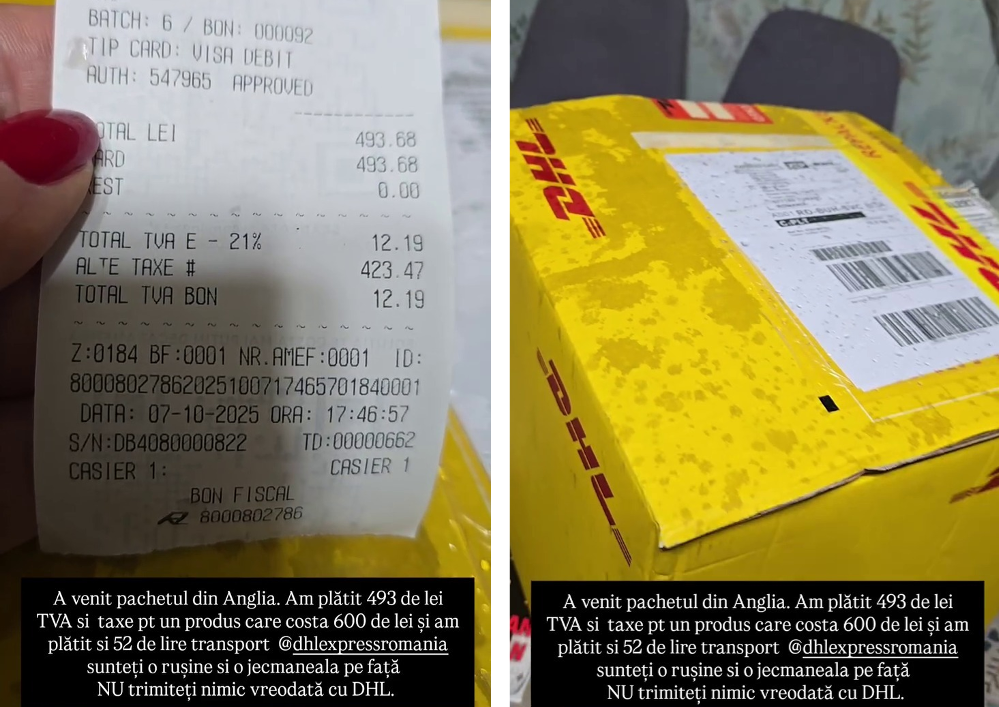 BATCH: 6 / BON: 000092
TIP CARD: VISA DEBIT
AUTH: 547965 APPROVED
OTAL LEI 493.68
ARD 493.68
EST 0.00
TOTAL TVA E - 21% 12.19
ALTE TAXE # 423.47
TOTAL TVA BON 12.19
Z:0184 BF:0001 NR.AMEF:0001 ID:
80008027862025100717465701840001
DATA: 07-10-2025 ORA: 17:46:57
S/N:DB4080000822 TD:00000662
CASIER 1: CASIER 1
BON FISCAL
8000802786
A venit pachetul din Anglia. Am plătit 493 de lei
TVA si taxe pt un produs care costa 600 de lei și am
plătit si 52 de lire transport @dhlexpressromania
sunteți o rușine si o jecmaneala pe față
NU trimiteți nimic vreodată cu DHL.
DHL
DHL
A venit pachetul din Anglia. Am plătit 493 de lei
TVA si taxe pt un produs care costa 600 de lei și am
plătit si 52 de lire transport @dhlexpressromania
sunteți o rușine si o jecmaneala pe față
NU trimiteți nimic vreodată cu DHL.